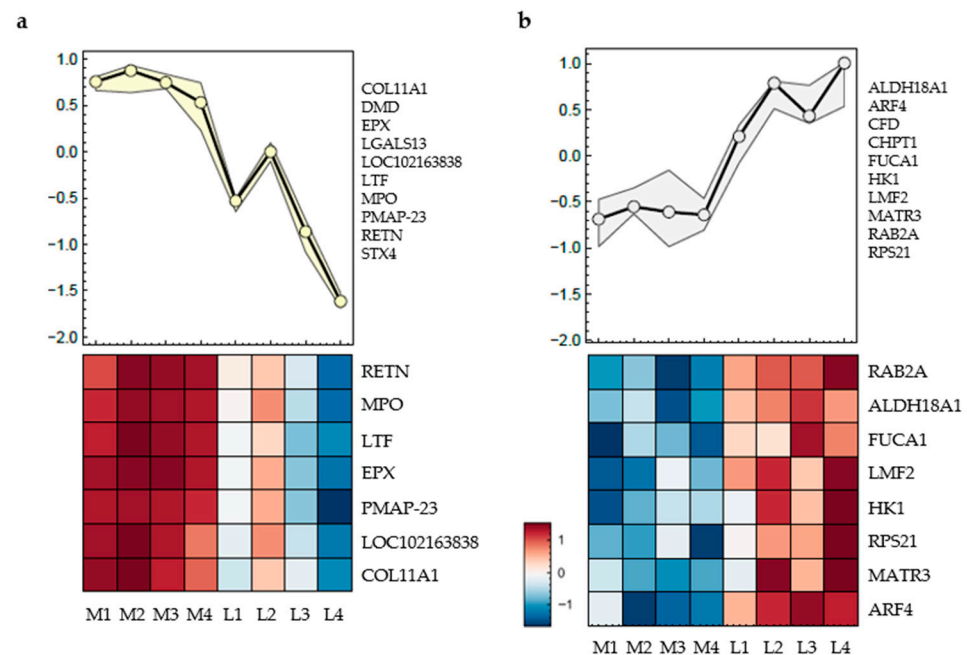 a
1.0
0.5
0.0
−0.5
−1.0
−1.5
−2.0
COL11A1
DMD
EPX
LGALS13
LOC102163838
LTF
MPO
PMAP-23
RETN
STX4
RETN
MPO
LTF
EPX
PMAP-23
LOC102163838
COL11A1
M1 M2 M3 M4 L1 L2 L3 L4
b
1.0
0.5
0.0
−0.5
−1.0
−1.5
−2.0
ALDH18A1
ARF4
CFD
CHPT1
FUCA1
HK1
LMF2
MATR3
RAB2A
RPS21
RAB2A
ALDH18A1
FUCA1
LMF2
HK1
RPS21
MATR3
ARF4
1
0
−1
M1 M2 M3 M4 L1 L2 L3 L4